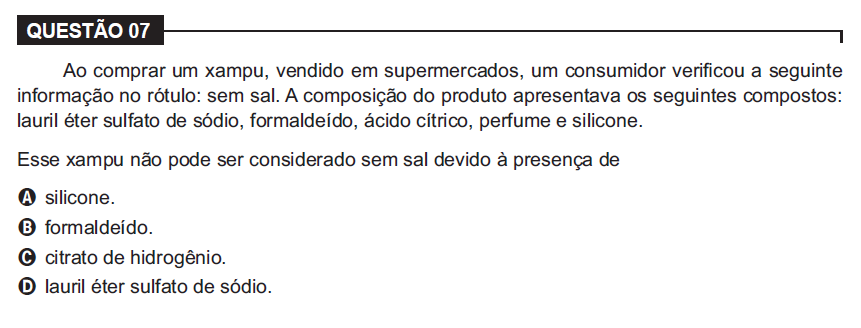 QUESTÃO 07
Ao comprar um xampu, vendido em supermercados, um consumidor verificou a seguinte
informação no rótulo: sem sal. A composição do produto apresentava os seguintes compostos:
lauril éter sulfato de sódio, formaldeído, ácido cítrico, perfume e silicone.
Esse xampu não pode ser considerado sem sal devido à presença de
A silicone.
B formaldeído.
C citrato de hidrogênio.
D lauril éter sulfato de sódio.